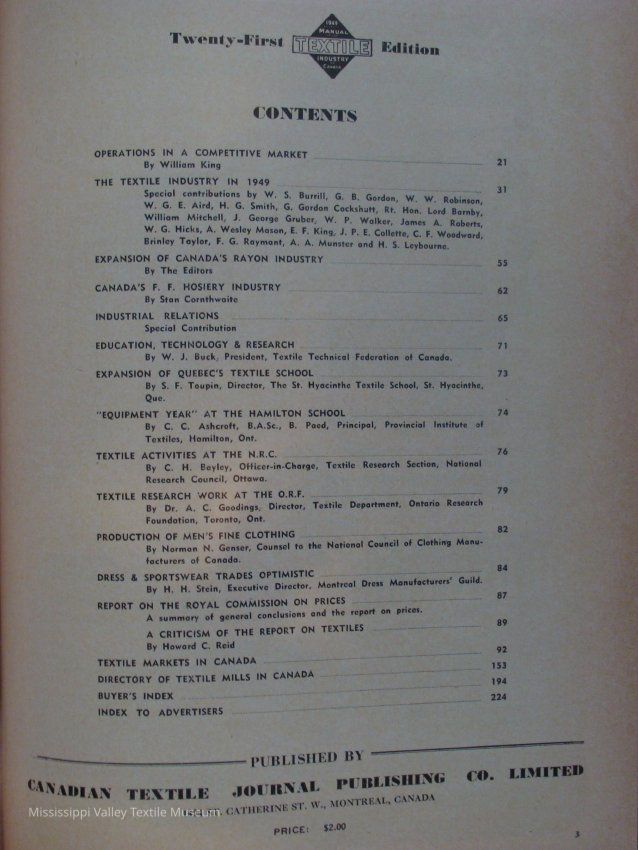 Twenty-First
1949
MANUAL
TEXTILE
INDUSTRY
CANADA
Edition
CONTENTS
OPERATIONS IN A COMPETITIVE MARKET 21
By William King
THE TEXTILE INDUSTRY IN 1949 31
Special contributions by W. S. Burrill, G. B. Gordon, W. W. Robinson,
W. G. E. Aird, H. G. Smith, G. Gordon Cockshutt, Rt. Hon. Lord Barnby,
William Mitchell, J. George Gruber, W. P. Walker, James A. Roberts,
W. G. Hicks, A. Wesley Mason, E. F. King, J. P. E. Collette, C. F. Woodward,
Brinley Taylor, F. G. Raymant, A. A. Munster and H. S. Leybourne.
EXPANSION OF CANADA'S RAYON INDUSTRY 55
By The Editors
CANADA'S F. F. HOSIERY INDUSTRY 62
By Stan Cornthwaite
INDUSTRIAL RELATIONS 65
Special Contribution
EDUCATION, TECHNOLOGY & RESEARCH 71
By W. J. Buck, President, Textile Technical Federation of Canada.
EXPANSION OF QUEBEC'S TEXTILE SCHOOL 73
By S. F. Toupin, Director, The St. Hyacinthe Textile School, St. Hyacinthe,
Que.
"EQUIPMENT YEAR" AT THE HAMILTON SCHOOL 74
By C. C. Ashcroft, B.A.Sc., B. Paed, Principal, Provincial Institute of
Textiles, Hamilton, Ont.
TEXTILE ACTIVITIES AT THE N.R.C. 76
By C. H. Bayley, Officer-in-Charge, Textile Research Section, National
Research Council, Ottawa.
TEXTILE RESEARCH WORK AT THE O.R.F. 79
By Dr. A. C. Goodings, Director, Textile Department, Ontario Research
Foundation, Toronto, Ont.
PRODUCTION OF MEN'S FINE CLOTHING 82
By Norman N. Genser, Counsel to the National Council of Clothing Manu-
facturers of Canada.
DRESS & SPORTSWEAR TRADES OPTIMISTIC 84
By H. H. Stein, Executive Director, Montreal Dress Manufacturers' Guild.
REPORT ON THE ROYAL COMMISSION ON PRICES 87
A summary of general conclusions and the report on prices.
A CRITICISM OF THE REPORT ON TEXTILES 89
By Howard C. Reid
TEXTILE MARKETS IN CANADA 92
DIRECTORY OF TEXTILE MILLS IN CANADA 153
BUYER'S INDEX 194
INDEX TO ADVERTISERS 224
PUBLISHED BY
CANADIAN TEXTILE JOURNAL PUBLISHING CO. LIMITED
CATHERINE ST. W., MONTREAL, CANADA
Mississippi Valley Textile Museum
PRICE: $2.00
3